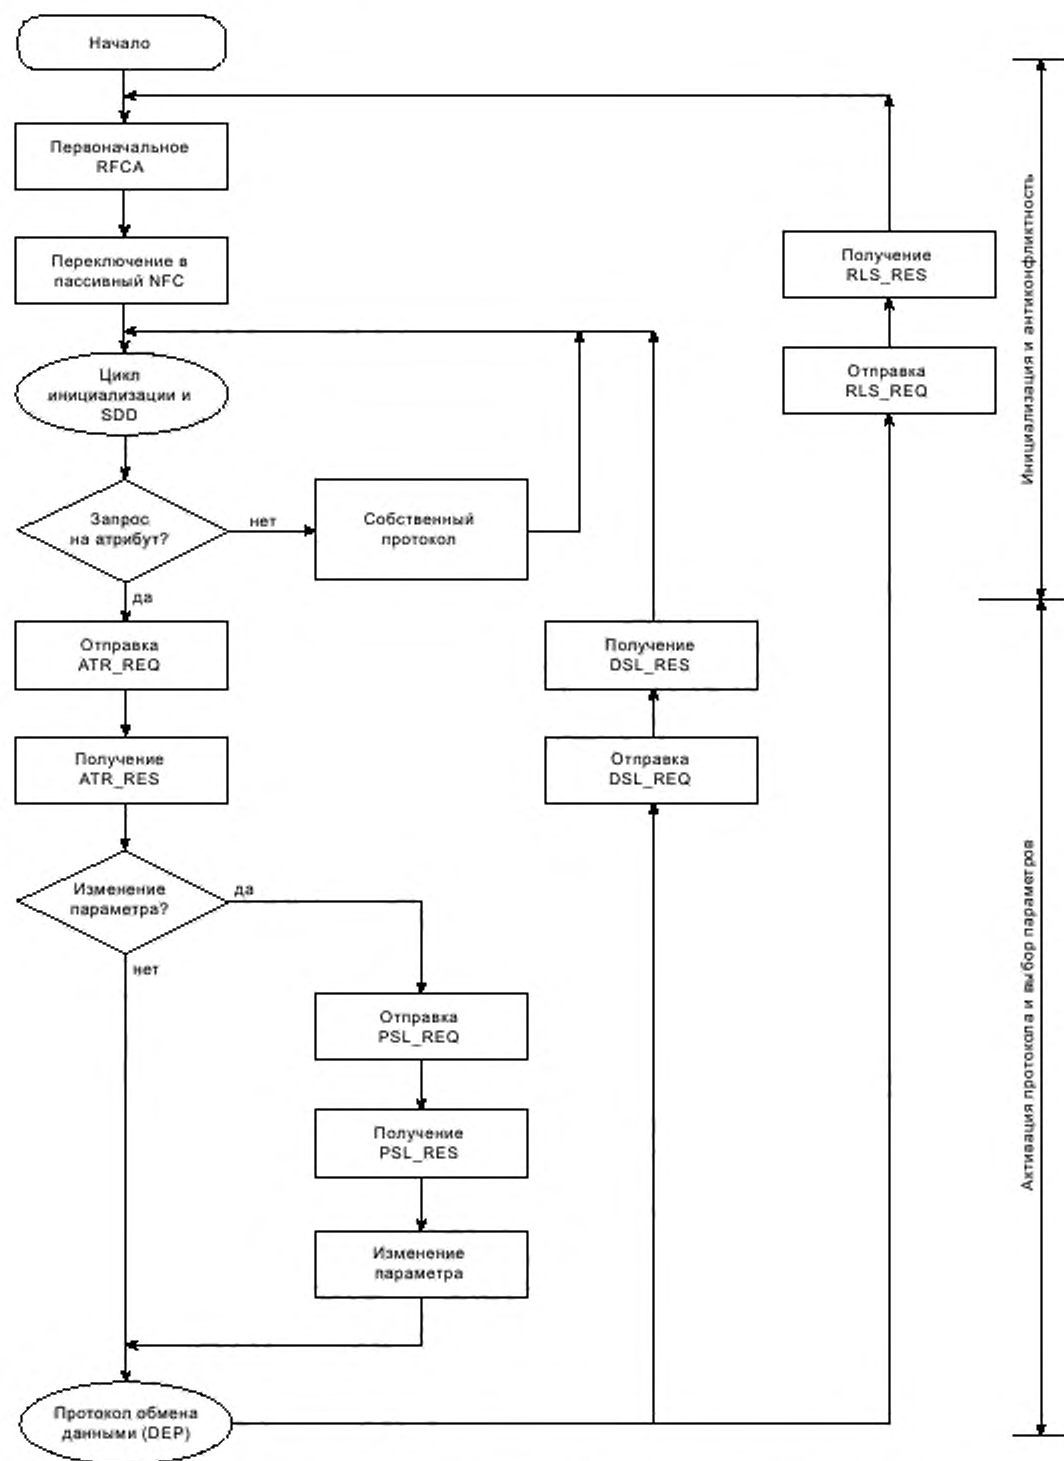 Начало
Первоначальное
RFCA
Переключение в
пассивный NFC
Цикл
инициализации и
SDD
Запрос
на атрибут?
нет
Собственный
протокол
да
Отправка
ATR_REQ
Получение
ATR_RES
Изменение
параметра?
да
нет
Отправка
PSL_REQ
Получение
PSL_RES
Изменение
параметра
Протокол обмена
данными (DEP)
Получение
DSL_RES
Отправка
DSL_REQ
Получение
RLS_RES
Отправка
RLS_REQ
Инициализация и антиконфликтность
Активация протокола и выбор параметров